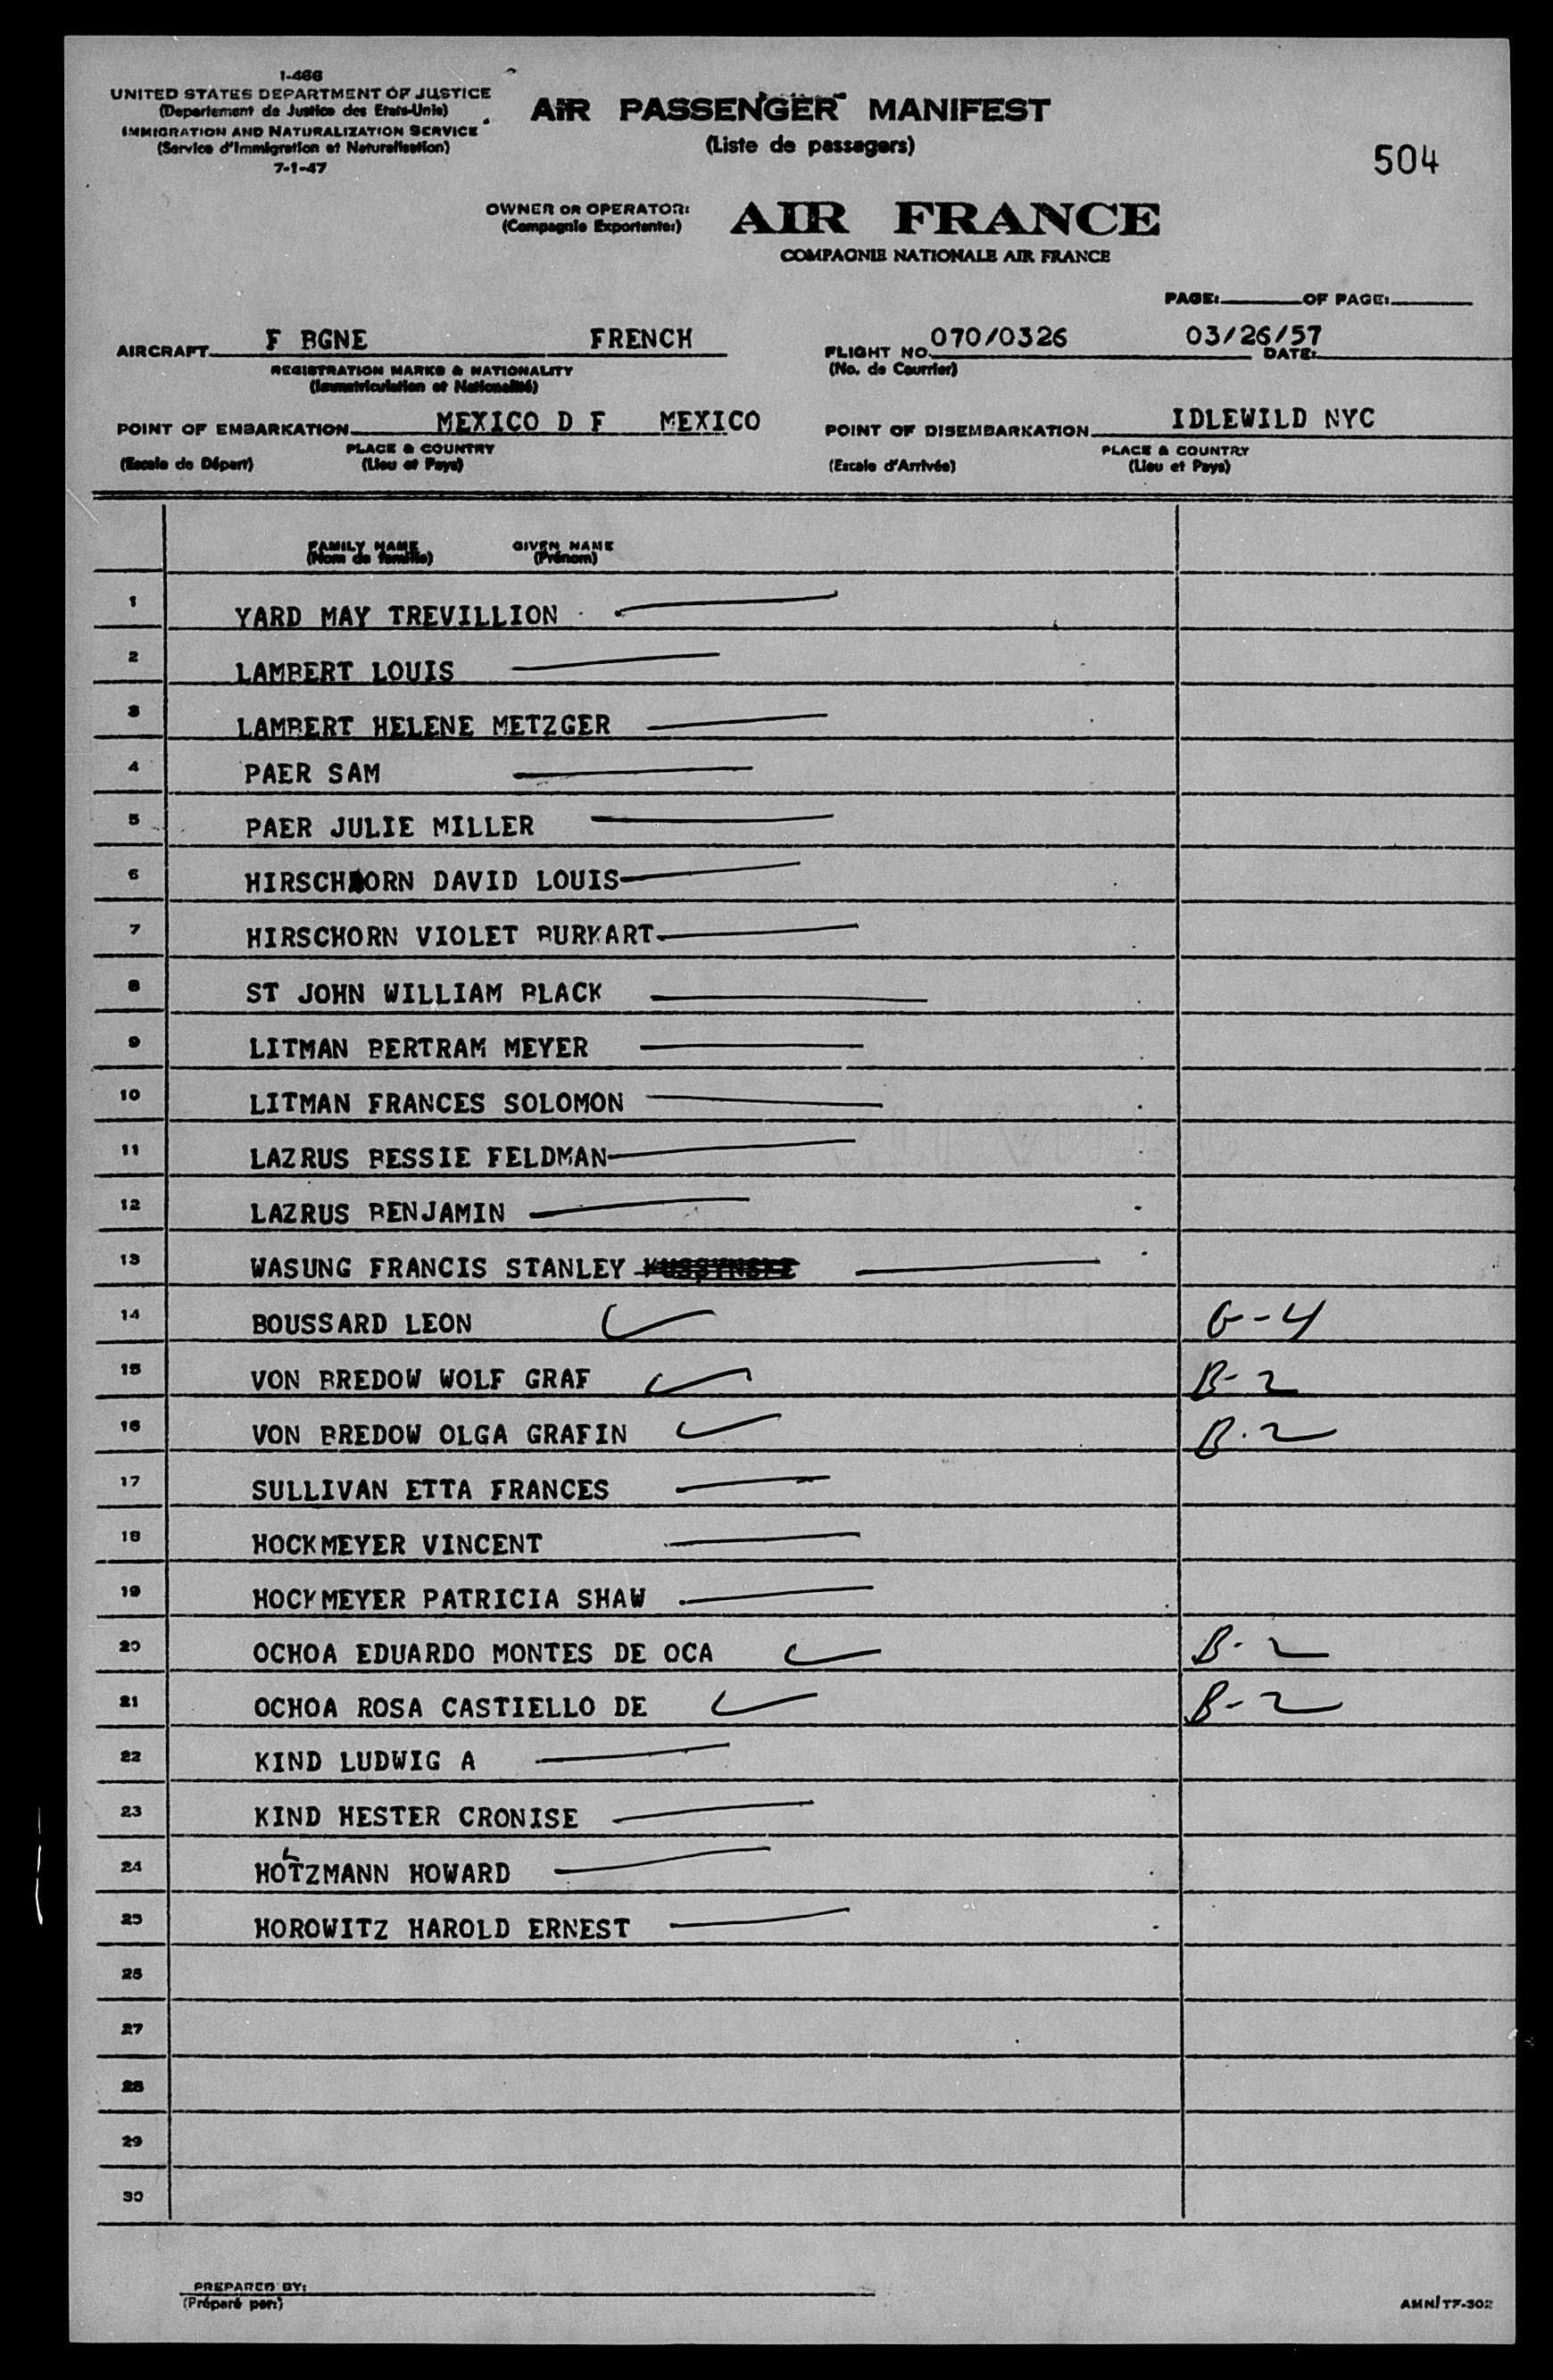 1-466
UNITED STATES DEPARTMENT OF JUSTICE
(Departement de Justice des Etats-Unis)
IMMIGRATION AND NATURALIZATION SERVICE
(Service d'Immigration et Naturalisation)
7-1-47
AIR PASSENGER MANIFEST
(Liste de passagers)
504
OWNER OR OPERATOR:
(Compagnie Exportante:)
AIR FRANCE
COMPAGNIE NATIONALE AIR FRANCE
PAGE: OF PAGE:
AIRCRAFT F BGNE FRENCH
REGISTRATION MARKS & NATIONALITY
(Immatriculation et Nationalité)
FLIGHT NO. 070/0326 DATE: 03/26/57
(No. de Courrier)
POINT OF EMBARKATION MEXICO D F MEXICO
PLACE & COUNTRY
(Escale de Départ) (Lieu et Pays)
POINT OF DISEMBARKATION IDLEWILD NYC
PLACE & COUNTRY
(Escale d'Arrivée) (Lieu et Pays)
FAMILY NAME GIVEN NAME
(Nom de famille) (Prénom)
1 YARD MAY TREVILLION
2 LAMBERT LOUIS
3 LAMBERT HELENE METZGER
4 PAER SAM
5 PAER JULIE MILLER
6 HIRSCHORN DAVID LOUIS
7 HIRSCHORN VIOLET BURKART
8 ST JOHN WILLIAM BLACK
9 LITMAN BERTRAM MEYER
10 LITMAN FRANCES SOLOMON
11 LAZRUS BESSIE FELDMAN
12 LAZRUS BENJAMIN
13 WASUNG FRANCIS STANLEY
14 BOUSSARD LEON G-4
15 VON BREDOW WOLF GRAF B-2
16 VON BREDOW OLGA GRAFIN B-2
17 SULLIVAN ETTA FRANCES
18 HOCKMEYER VINCENT
19 HOCKMEYER PATRICIA SHAW
20 OCHOA EDUARDO MONTES DE OCA B-2
21 OCHOA ROSA CASTIELLO DE B-2
22 KIND LUDWIG A
23 KIND HESTER CRONISE
24 HOLTZMANN HOWARD
25 HOROWITZ HAROLD ERNEST
26
27
28
29
30
PREPARED BY:
(Préparé par:)
AMN/TF-302